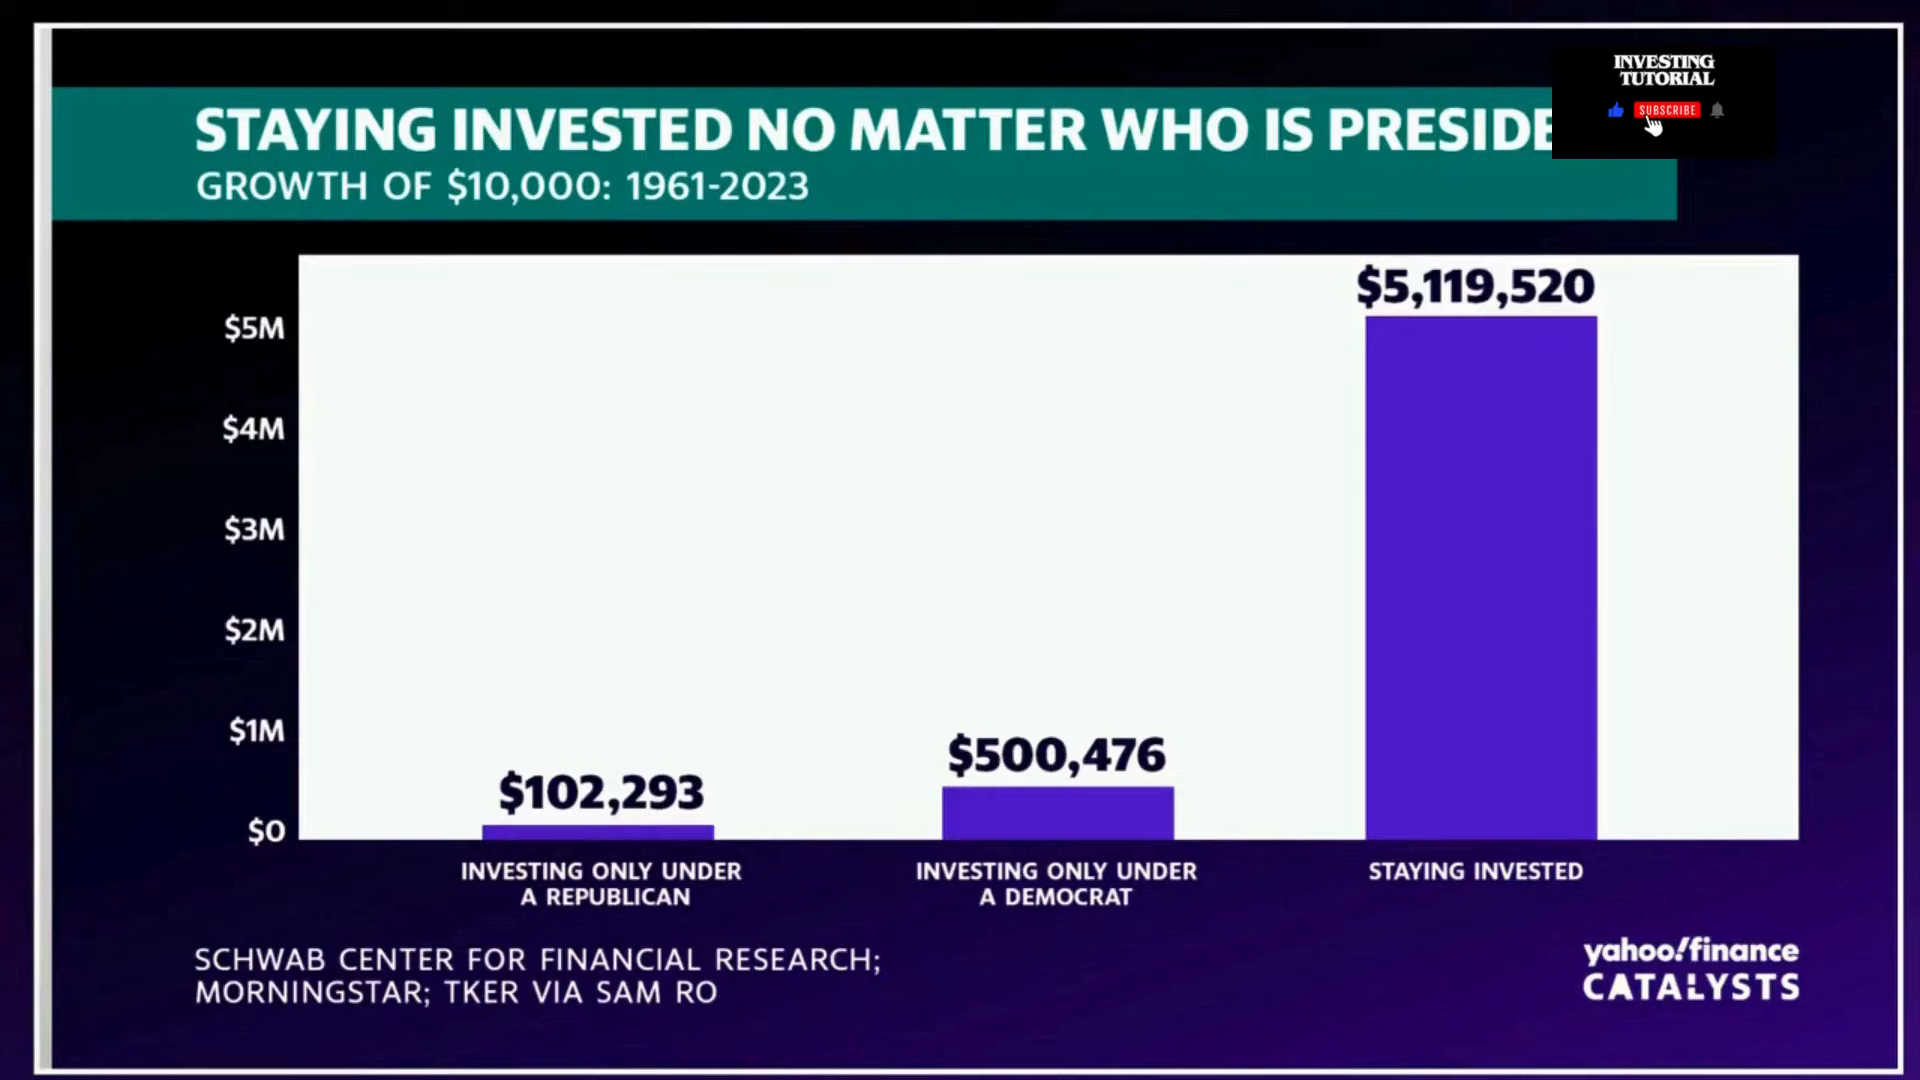 INVESTING
TUTORIAL
SUBSCRIBE
STAYING INVESTED NO MATTER WHO IS PRESIDE
GROWTH OF $10,000: 1961-2023
$5M
$4M
$3M
$2M
$1M
$0
$102,293
$500,476
$5,119,520
INVESTING ONLY UNDER
A REPUBLICAN
INVESTING ONLY UNDER
A DEMOCRAT
STAYING INVESTED
SCHWAB CENTER FOR FINANCIAL RESEARCH;
MORNINGSTAR; TKER VIA SAM RO
yahoo!finance
CATALYSTS